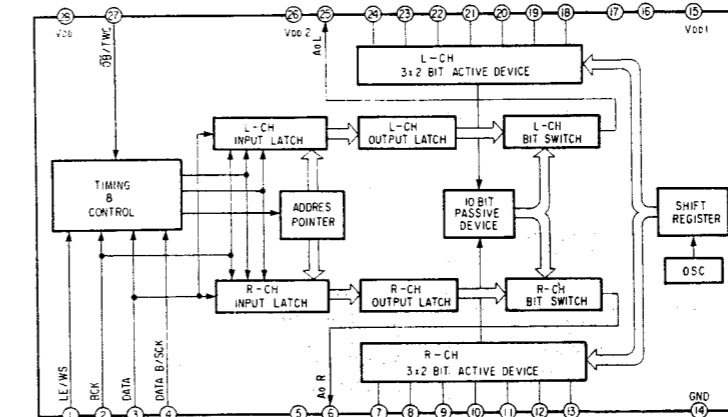 28 27 26 25 24 23 22 21 20 19 18 17 16 15
VDD
OB/TWC
VDD 2
AO L
VDD 1
L-CH
3x2 BIT ACTIVE DEVICE
L-CH
INPUT LATCH
L-CH
OUTPUT LATCH
L-CH
BIT SWITCH
TIMING
&
CONTROL
ADDRES
POINTER
10 BIT
PASSIVE
DEVICE
SHIFT
REGISTER
OSC
R-CH
INPUT LATCH
R-CH
OUTPUT LATCH
R-CH
BIT SWITCH
R-CH
3x2 BIT ACTIVE DEVICE
LE/WS
BCK
DATA
DATA B/SCK
AO R
GND
1 2 3 4 5 6 7 8 9 10 11 12 13 14